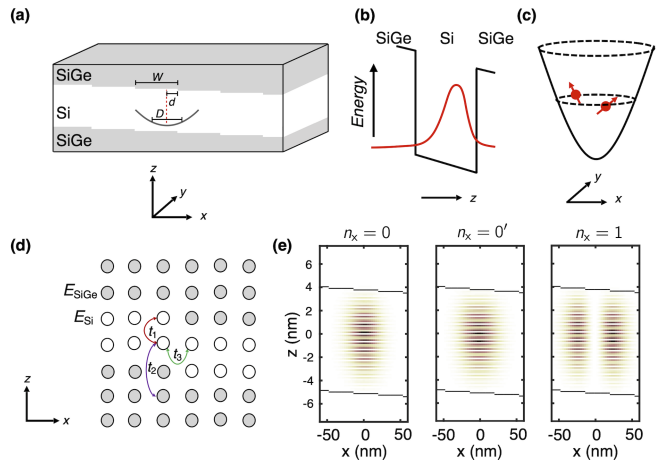 (a)
SiGe
W
d
Si
D
SiGe
z
y
x
(b)
SiGe Si SiGe
Energy
z
(c)
y
x
(d)
E_SiGe
E_Si
t_1
t_2
t_3
z
x
(e)
n_x = 0 n_x = 0′ n_x = 1
z (nm)
6
4
2
0
-2
-4
-6
-50 0 50 -50 0 50 -50 0 50
x (nm) x (nm) x (nm)